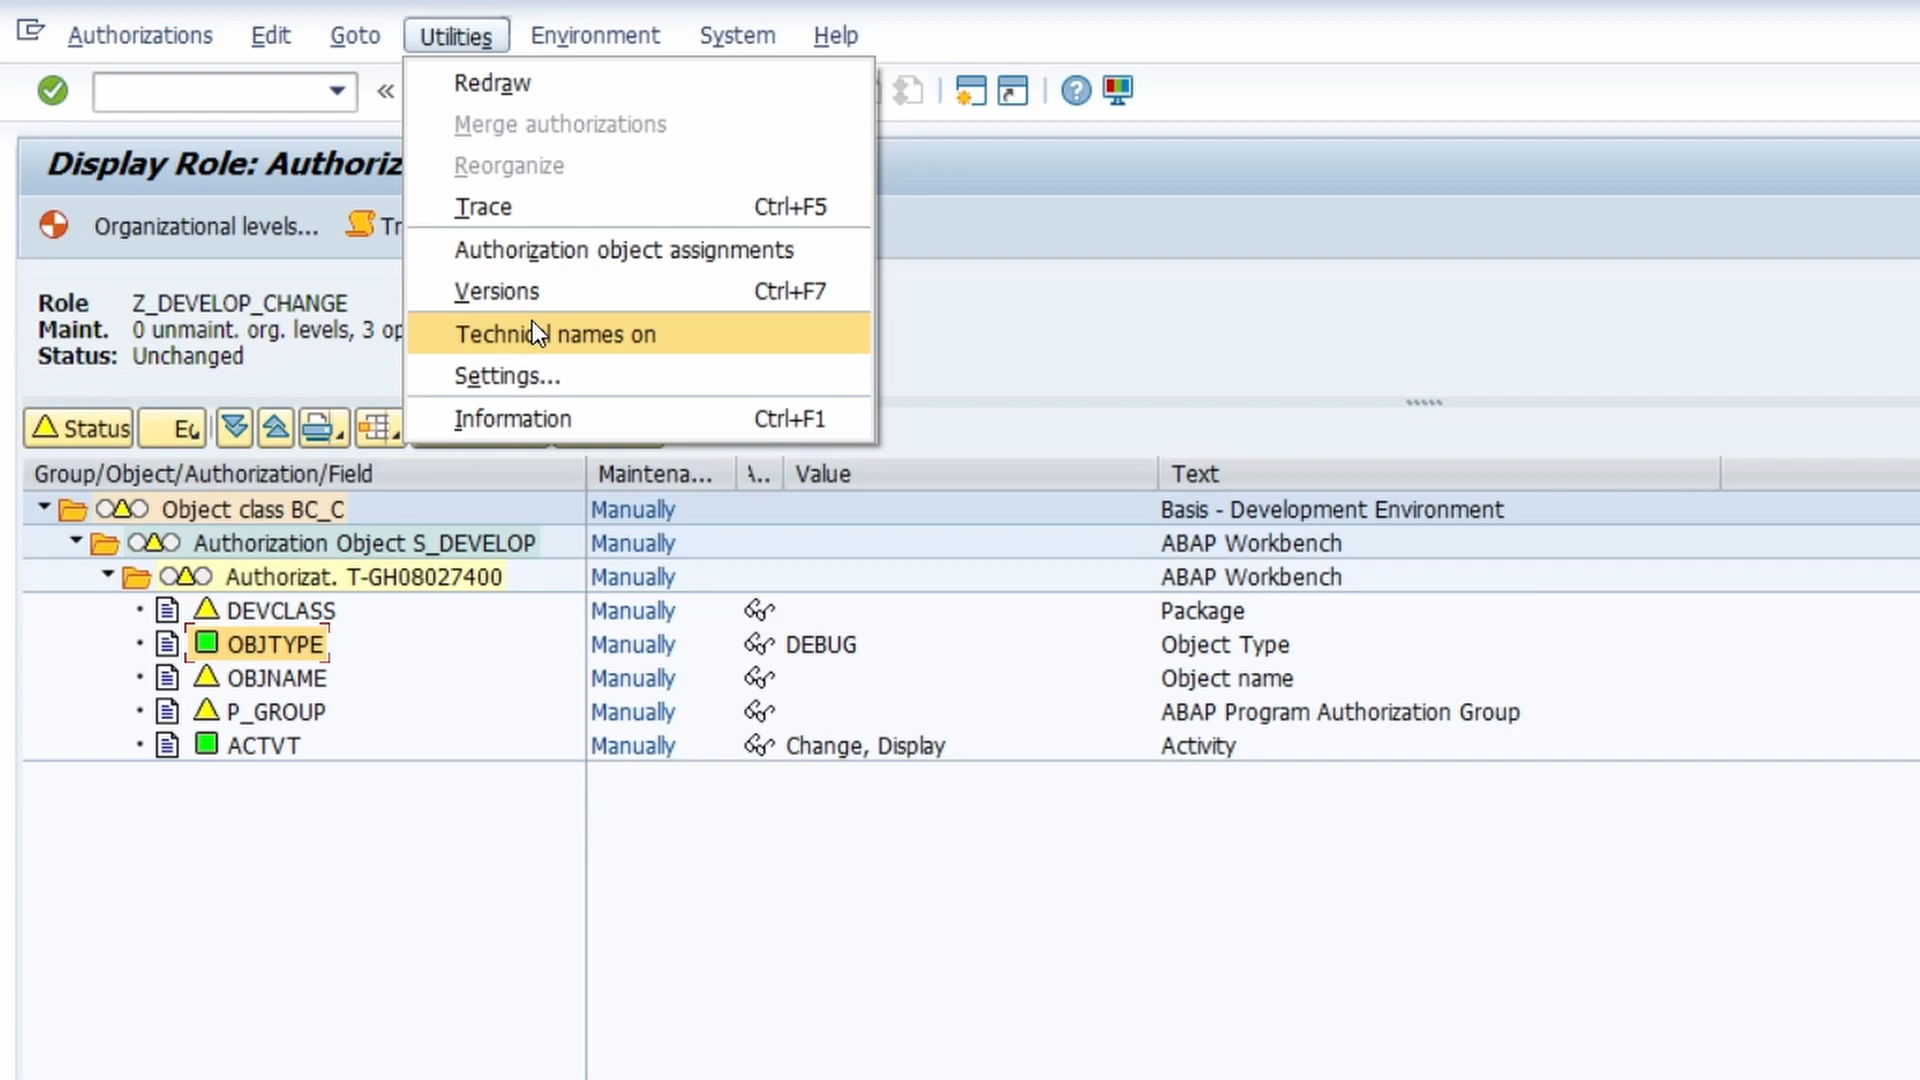 Authorizations Edit Goto Utilities Environment System Help
Redraw
Merge authorizations
Reorganize
Trace Ctrl+F5
Authorization object assignments
Versions Ctrl+F7
Technical names on
Settings...
Information Ctrl+F1
Display Role: Authoriz
Organizational levels... Tr
Role Z_DEVELOP_CHANGE
Maint. 0 unmaint. org. levels, 3 op
Status: Unchanged
Status Ec
Group/Object/Authorization/Field Maintena... Value Text
Object class BC_C Manually Basis - Development Environment
Authorization Object S_DEVELOP Manually ABAP Workbench
Authorizat. T-GH08027400 Manually ABAP Workbench
DEVCLASS Manually Package
OBJTYPE Manually DEBUG Object Type
OBJNAME Manually Object name
P_GROUP Manually ABAP Program Authorization Group
ACTVT Manually Change, Display Activity